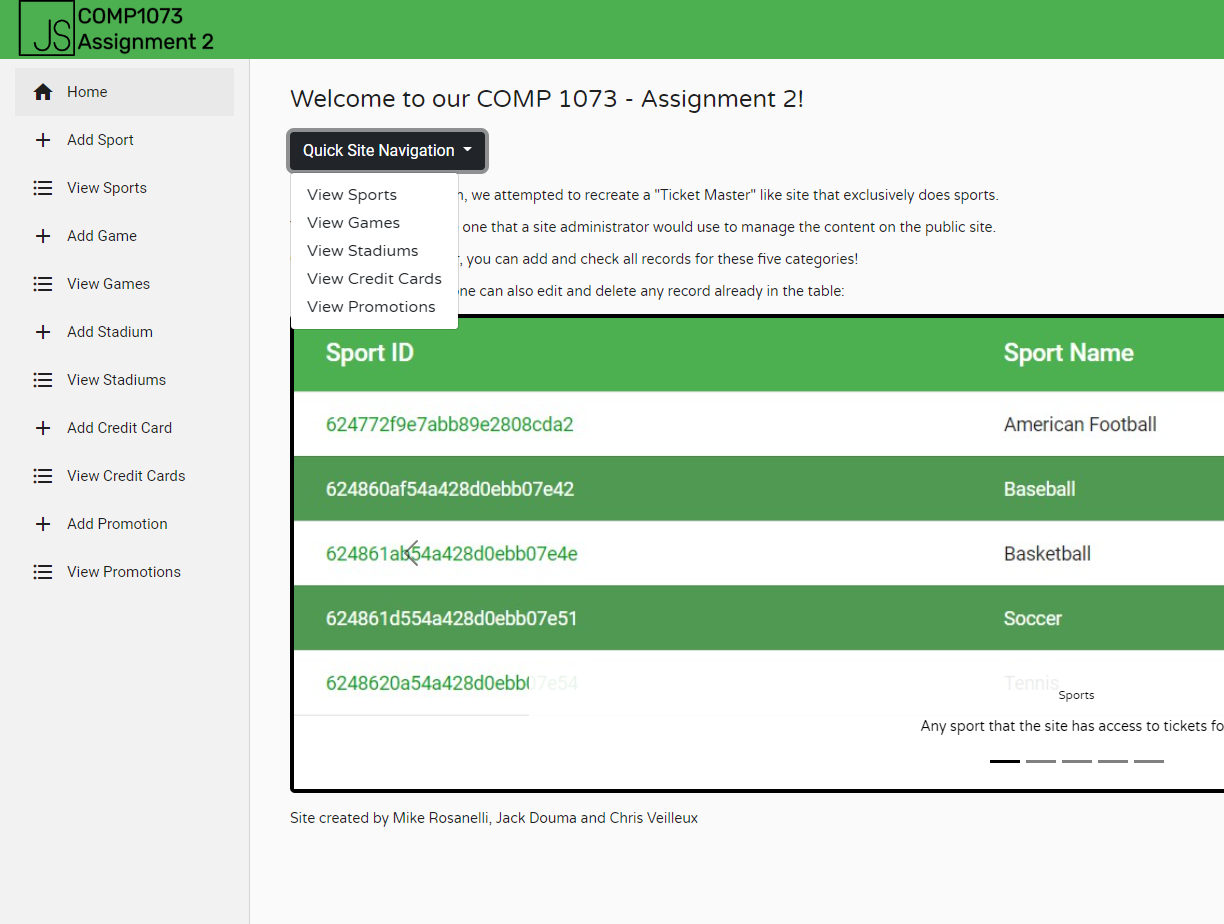 JS
COMP1073
Assignment 2
Home
Add Sport
View Sports
Add Game
View Games
Add Stadium
View Stadiums
Add Credit Card
View Credit Cards
Add Promotion
View Promotions
Welcome to our COMP 1073 - Assignment 2!
Quick Site Navigation
View Sports
View Games
View Stadiums
View Credit Cards
View Promotions
, we attempted to recreate a "Ticket Master" like site that exclusively does sports.
one that a site administrator would use to manage the content on the public site.
, you can add and check all records for these five categories!
one can also edit and delete any record already in the table:
Sport ID Sport Name
624772f9e7abb89e2808cda2 American Football
624860af54a428d0ebb07e42 Baseball
624861ab54a428d0ebb07e4e Basketball
624861d554a428d0ebb07e51 Soccer
6248620a54a428d0ebb07e54 Tennis
Sports
Any sport that the site has access to tickets fo
Site created by Mike Rosanelli, Jack Douma and Chris Veilleux